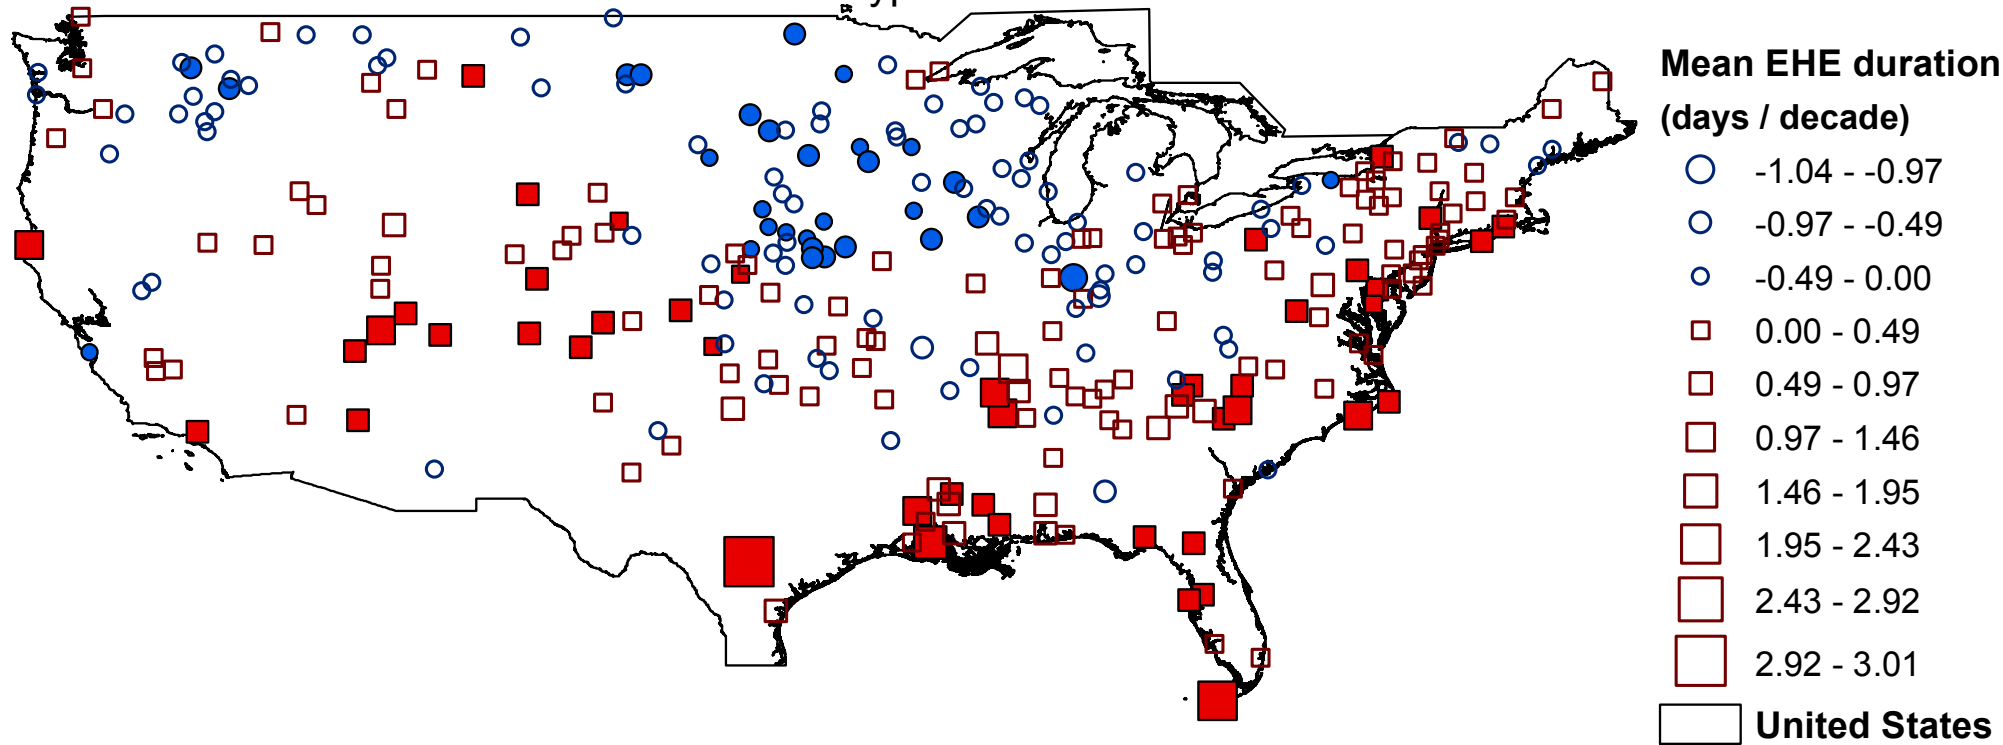 yp
Mean EHE duration
(days / decade)
-1.04 - -0.97
-0.97 - -0.49
-0.49 - 0.00
0.00 - 0.49
0.49 - 0.97
0.97 - 1.46
1.46 - 1.95
1.95 - 2.43
2.43 - 2.92
2.92 - 3.01
United States